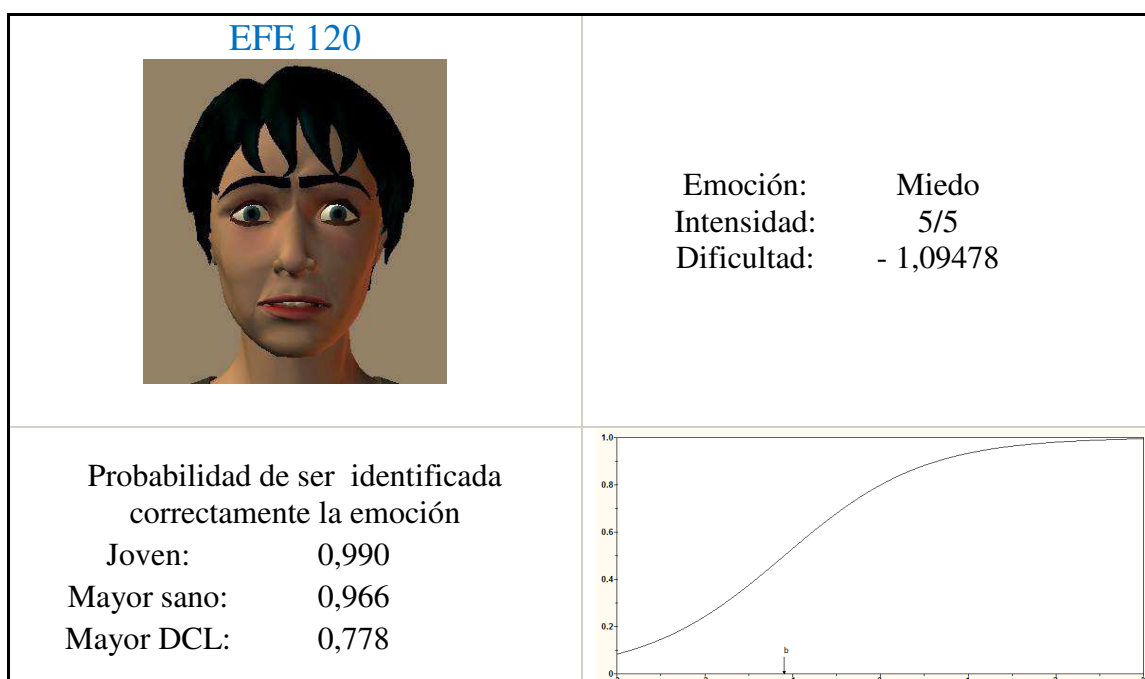 EFE 120
Emoción: Miedo
Intensidad: 5/5
Dificultad: - 1,09478
Probabilidad de ser identificada
correctamente la emoción
Joven: 0,990
Mayor sano: 0,966
Mayor DCL: 0,778
1.0
0.8
0.6
0.4
0.2
0
b